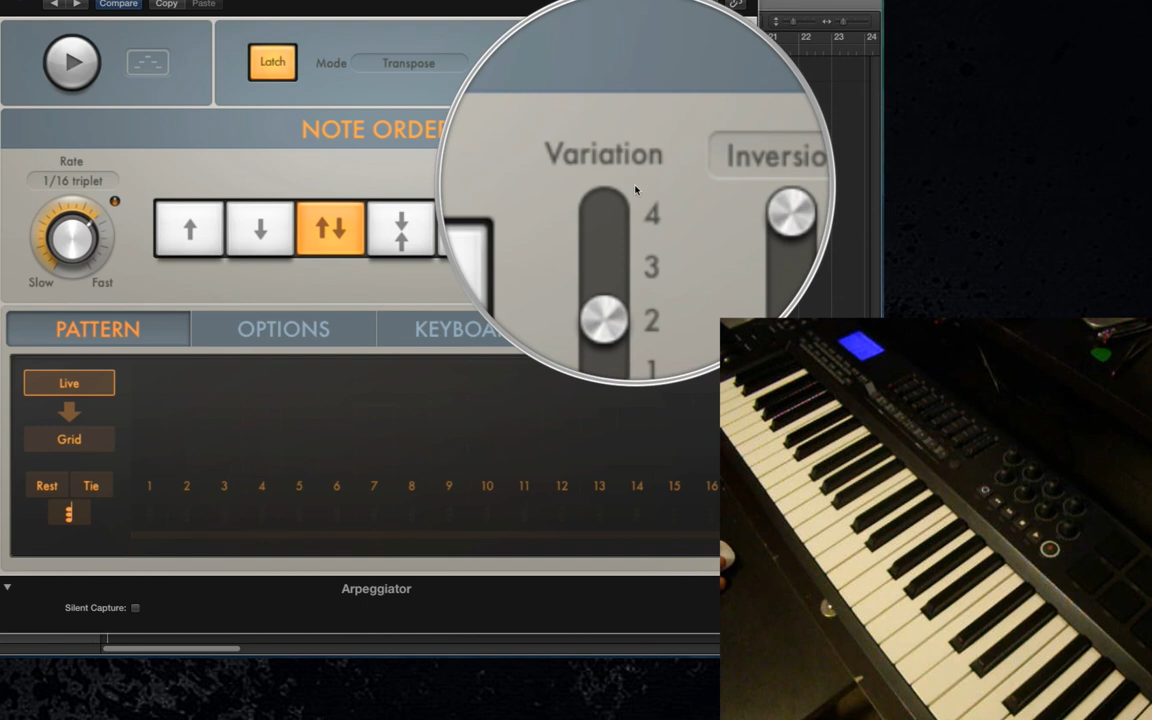 Compare Copy Paste
21 22 23 24
Latch Mode Transpose
NOTE ORDE
Variation Inversio
Rate
1/16 triplet
4
3
2
1
Slow Fast
PATTERN OPTIONS KEYBOA
Live
Grid
Rest Tie 1 2 3 4 5 6 7 8 9 10 11 12 13 14 15 16
Arpeggiator
Silent Capture: